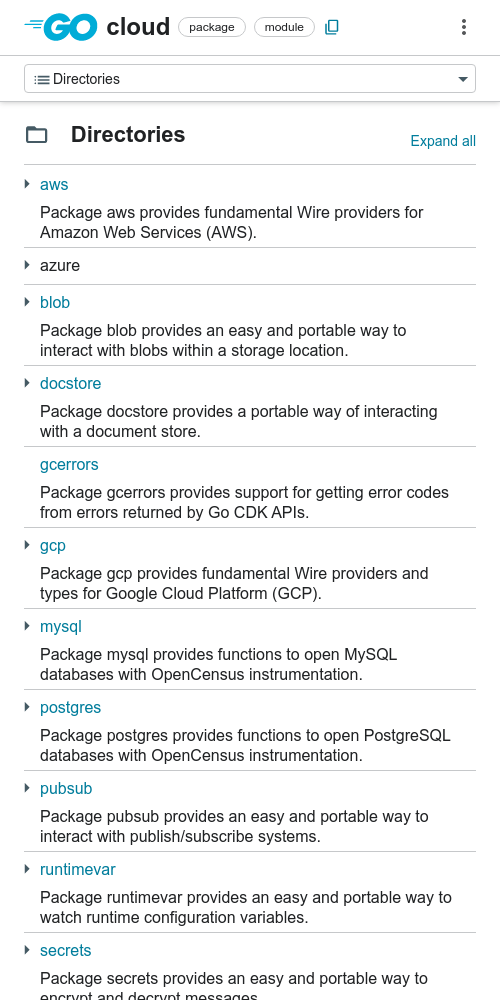 GO cloud package module
Directories
Directories
Expand all
aws
Package aws provides fundamental Wire providers for
Amazon Web Services (AWS).
azure
blob
Package blob provides an easy and portable way to
interact with blobs within a storage location.
docstore
Package docstore provides a portable way of interacting
with a document store.
gcerrors
Package gcerrors provides support for getting error codes
from errors returned by Go CDK APIs.
gcp
Package gcp provides fundamental Wire providers and
types for Google Cloud Platform (GCP).
mysql
Package mysql provides functions to open MySQL
databases with OpenCensus instrumentation.
postgres
Package postgres provides functions to open PostgreSQL
databases with OpenCensus instrumentation.
pubsub
Package pubsub provides an easy and portable way to
interact with publish/subscribe systems.
runtimevar
Package runtimevar provides an easy and portable way to
watch runtime configuration variables.
secrets
Package secrets provides an easy and portable way to
encrypt and decrypt messages.